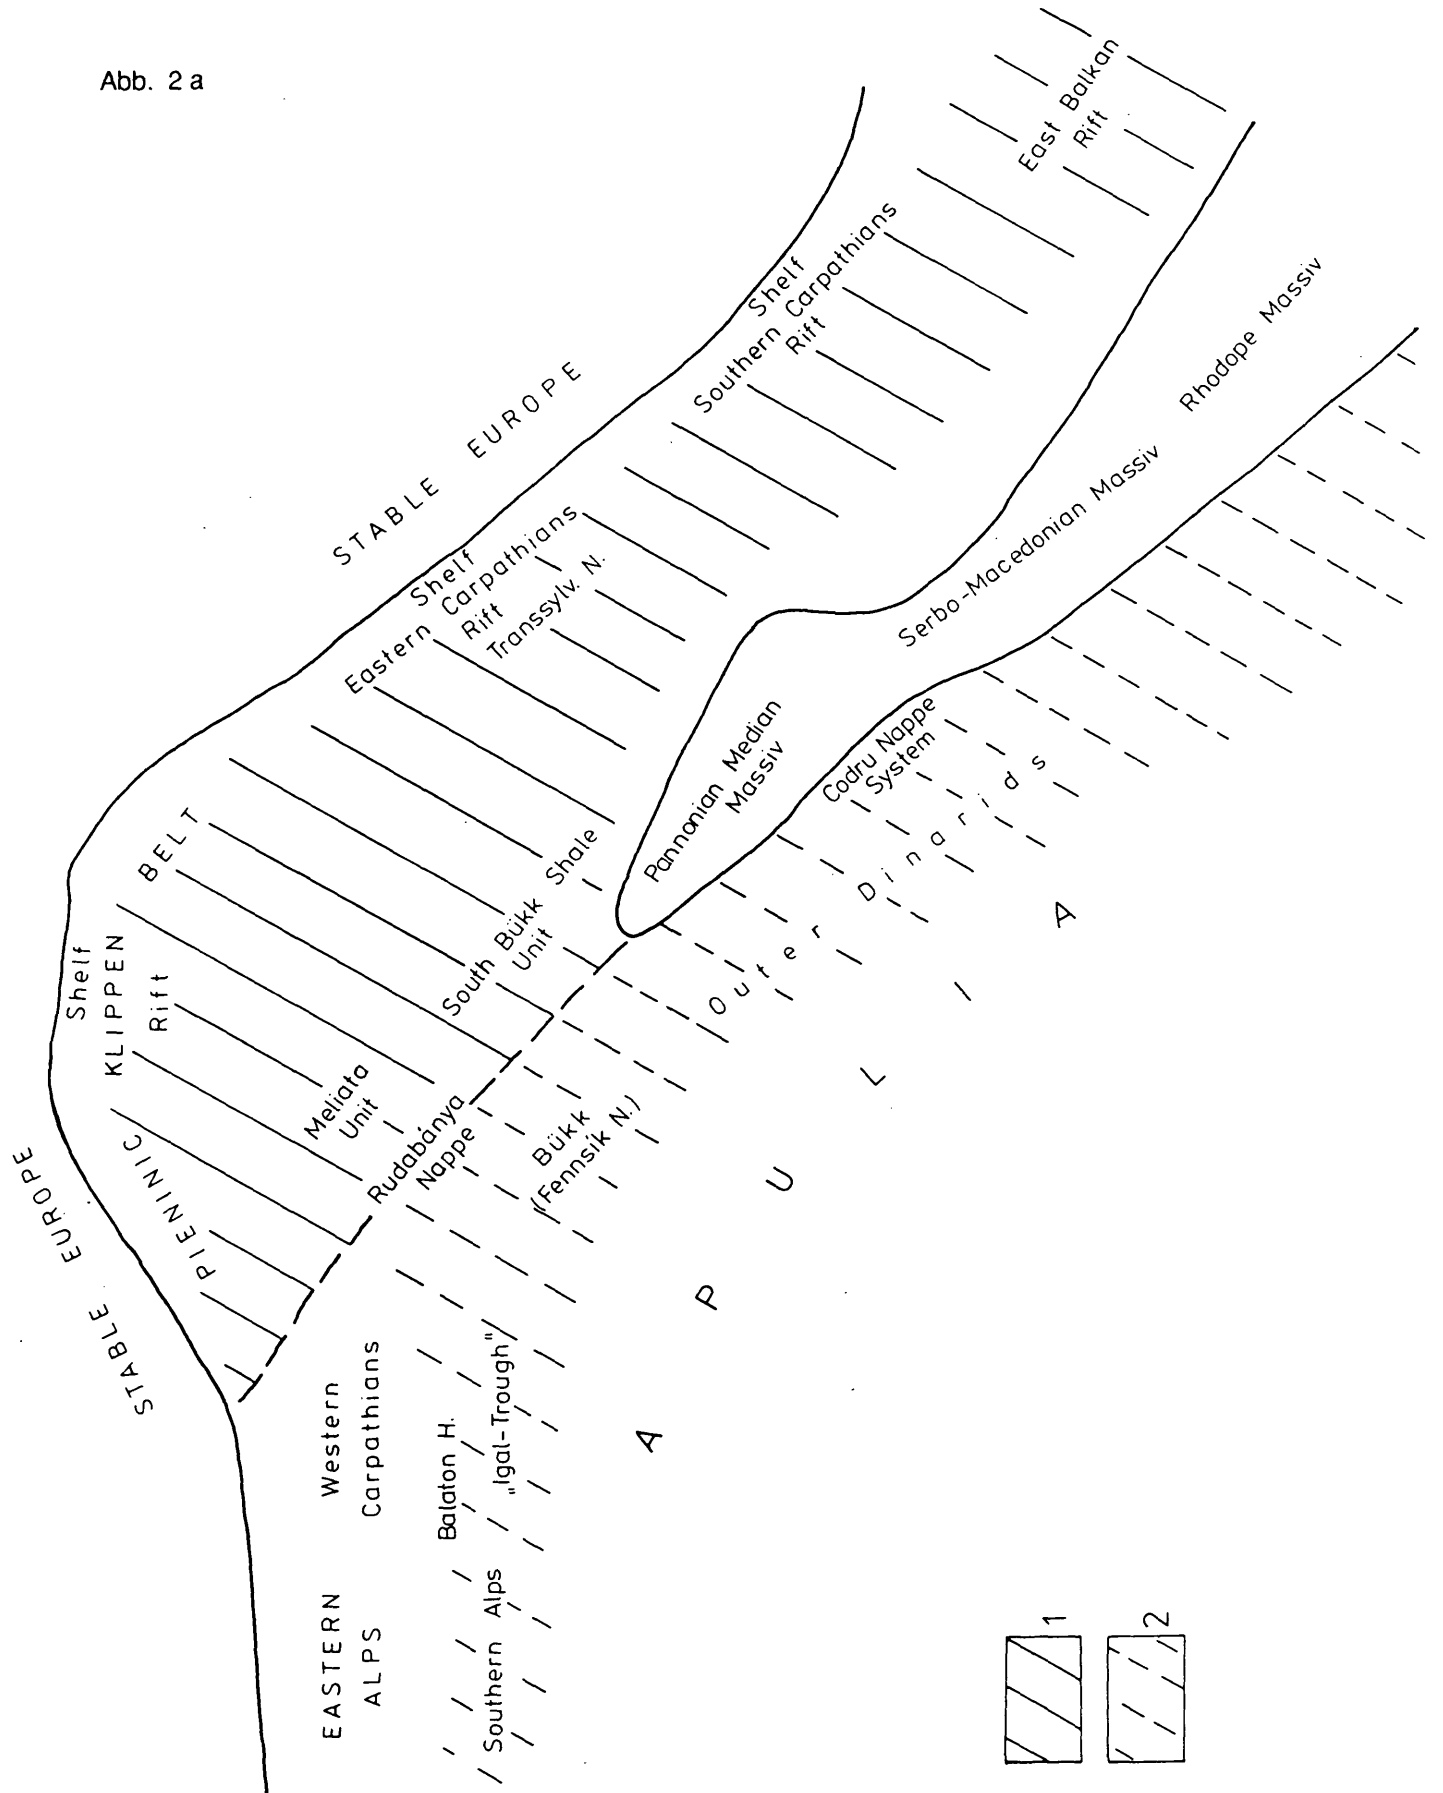 Abb. 2 a
East Balkan
Rift
Shelf
Southern Carpathians
Rift
STABLE EUROPE
Rhodope Massiv
Serbo-Macedonian Massiv
Shelf
Eastern Carpathians
Rift
Transsylv. N.
Pannonian Median
Massiv
Codru Nappe
System
Outer Dinarids
South Bükk Shale
Unit
Shelf
PIENINIC KLIPPEN BELT
Rift
Meliata
Unit
Rudabánya
Nappe
Bükk
(Fennsik N.)
STABLE EUROPE
APULIA
Western
Carpathians
Balaton H.
„Igal-Trough"
EASTERN
ALPS
Southern Alps
1
2